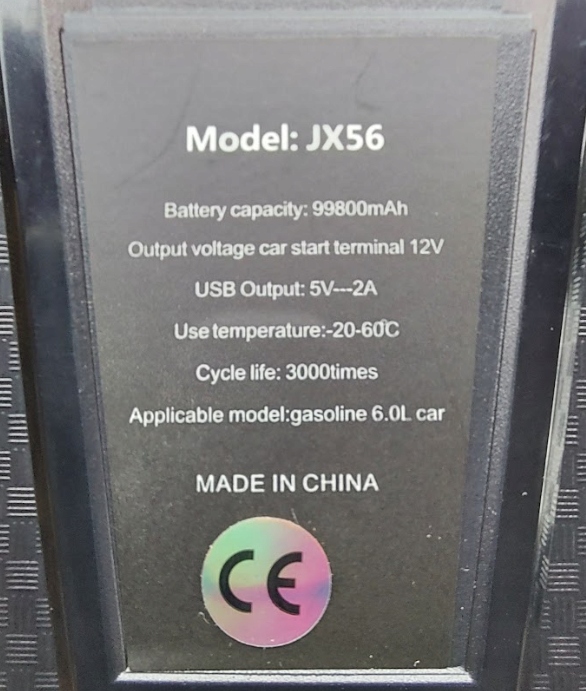 Model: JX56
Battery capacity: 99800mAh
Output voltage car start terminal 12V
USB Output: 5V---2A
Use temperature:-20-60℃
Cycle life: 3000times
Applicable model:gasoline 6.0L car
MADE IN CHINA
CE